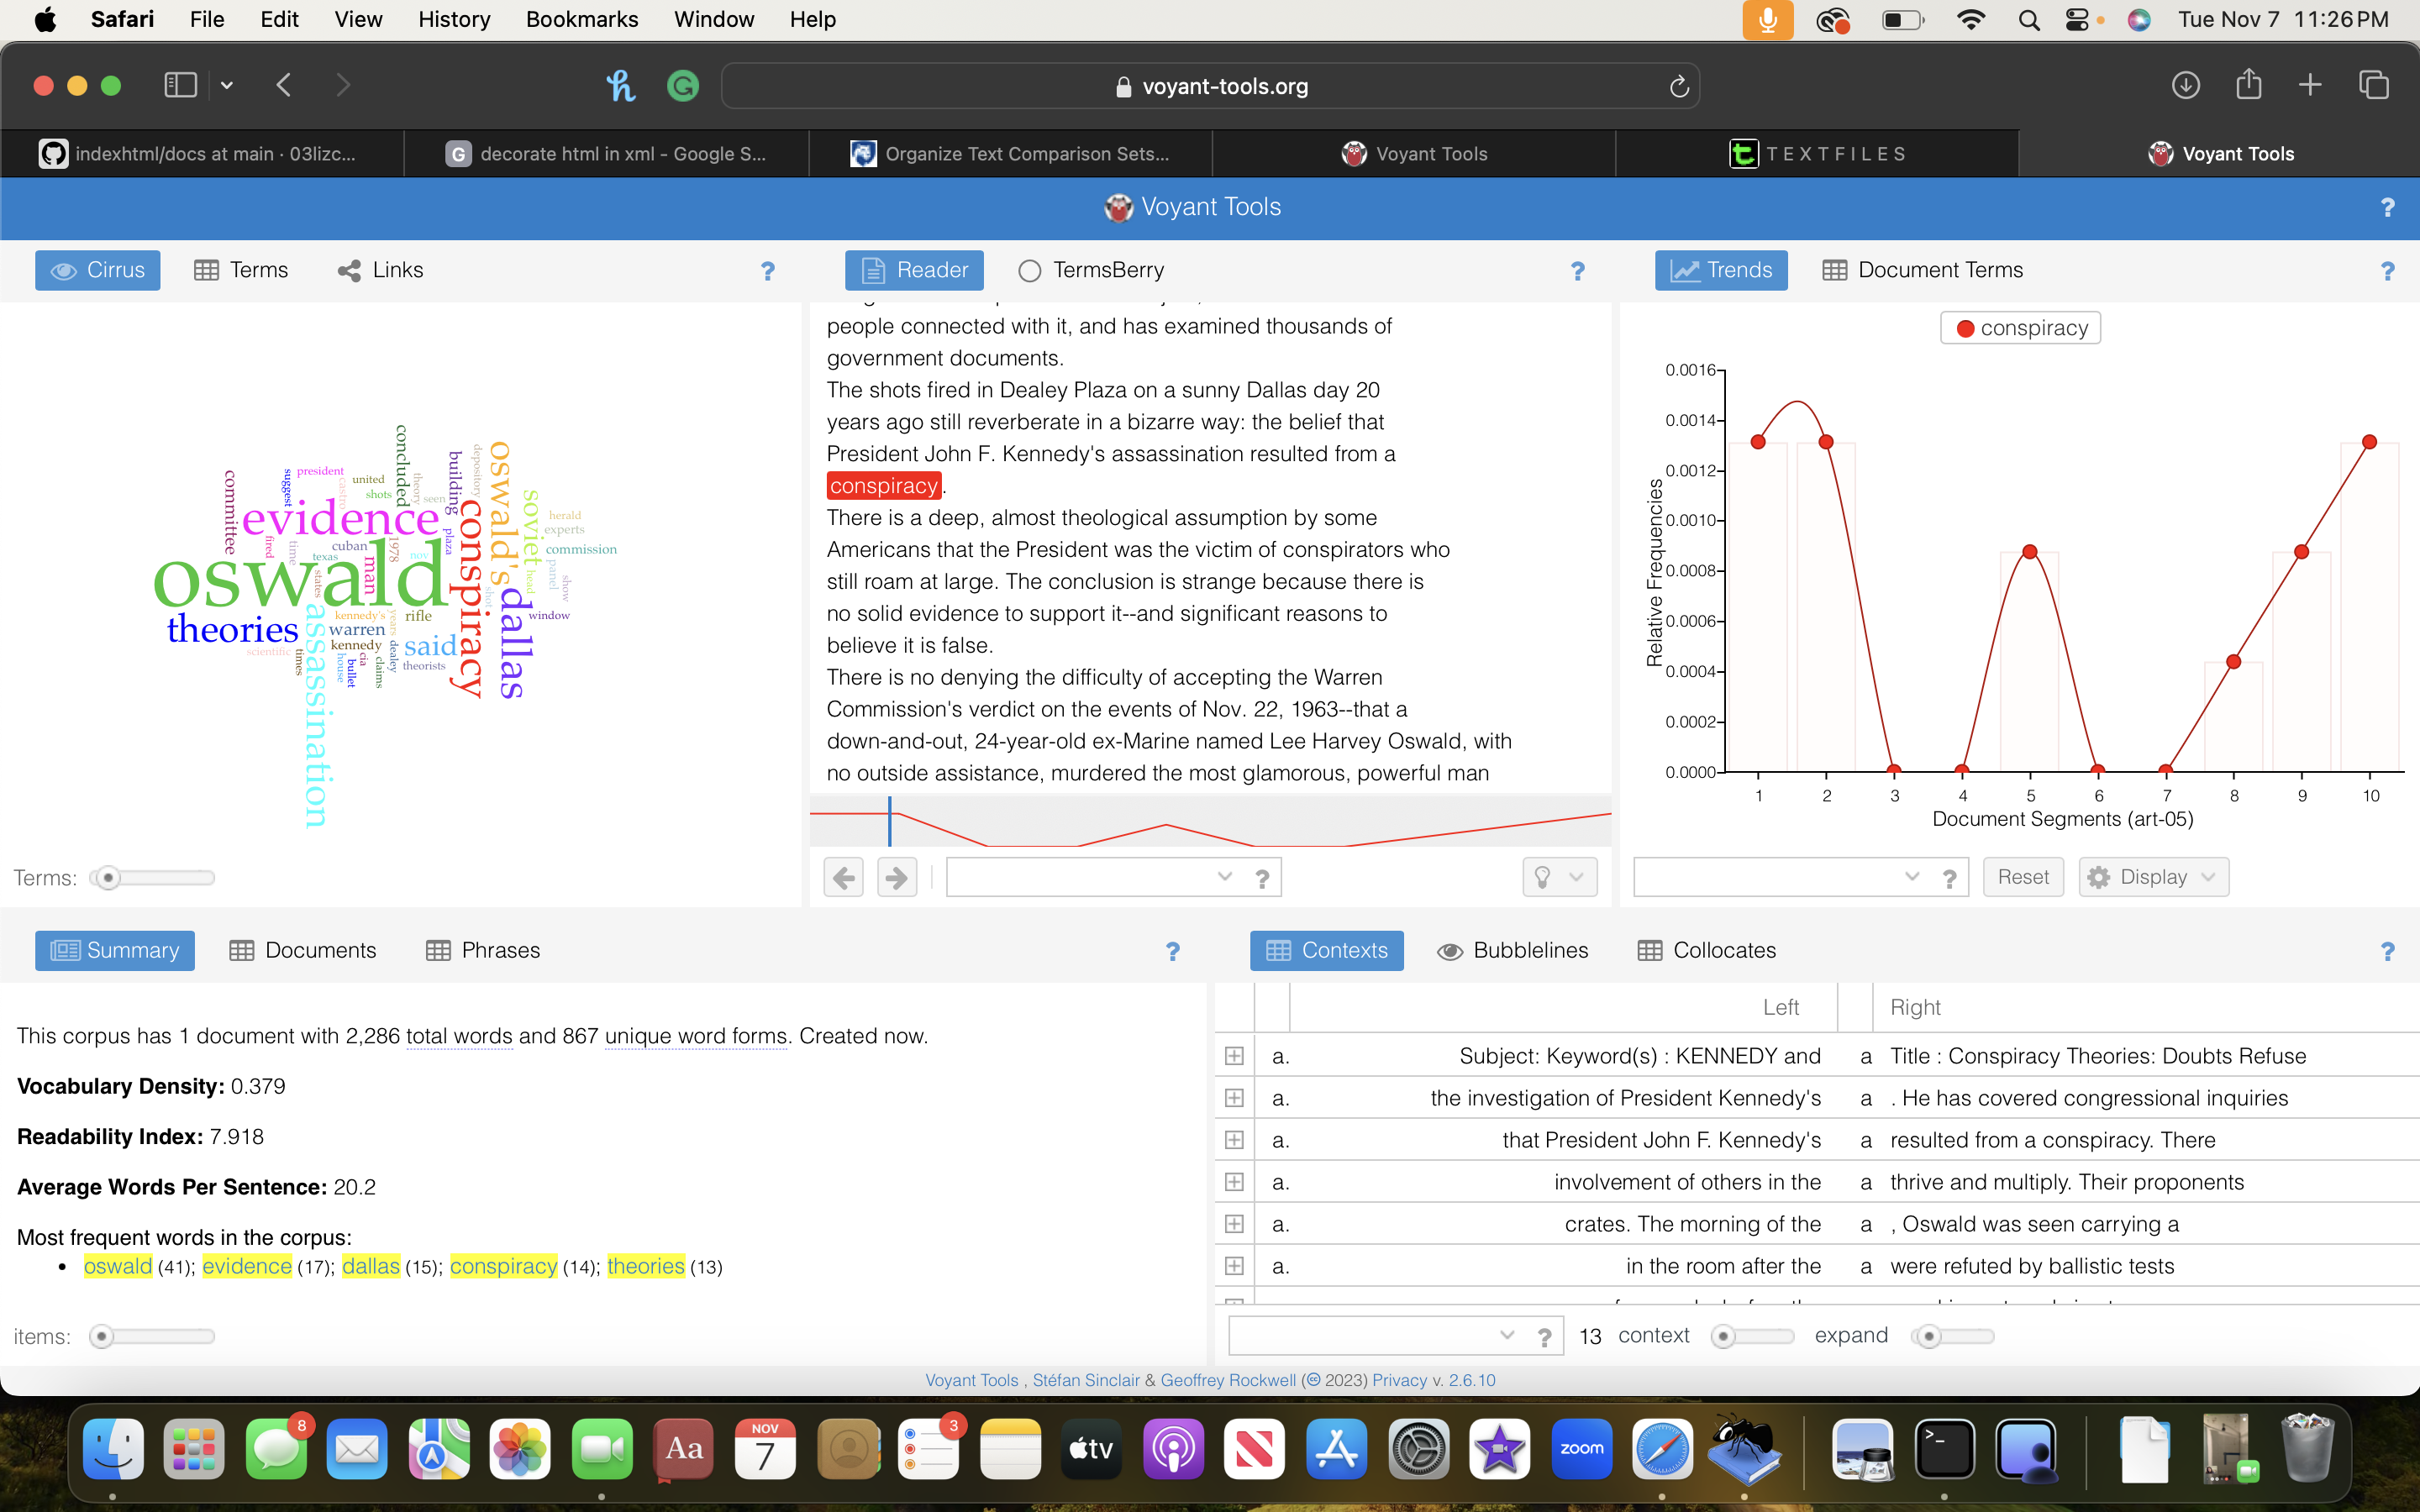 Safari File Edit View History Bookmarks Window Help Tue Nov 7 11:26 PM
voyant-tools.org
indexhtml/docs at main · 03lizc... G decorate html in xml - Google S... Organize Text Comparison Sets... Voyant Tools TEXTFILES Voyant Tools
Voyant Tools ?
Cirrus Terms Links ?
concluded
president
committee
suggest
castro
united
shots
theory
seen
building
depository
oswald's
soviet
herald
experts
commission
evidence
conspiracy
fired
time
texas
cuban
1978
nov
plaza
man
states
oswald
head
panel
show
shot
dallas
window
theories
assassination
kennedy's
years
rifle
warren
kennedy
said
theorists
scientific
times
house
bullet
cia
claims
dealey
Terms:
Reader TermsBerry ?
people connected with it, and has examined thousands of
government documents.
The shots fired in Dealey Plaza on a sunny Dallas day 20
years ago still reverberate in a bizarre way: the belief that
President John F. Kennedy's assassination resulted from a
conspiracy.
There is a deep, almost theological assumption by some
Americans that the President was the victim of conspirators who
still roam at large. The conclusion is strange because there is
no solid evidence to support it--and significant reasons to
believe it is false.
There is no denying the difficulty of accepting the Warren
Commission's verdict on the events of Nov. 22, 1963--that a
down-and-out, 24-year-old ex-Marine named Lee Harvey Oswald, with
no outside assistance, murdered the most glamorous, powerful man
?
Trends Document Terms ?
conspiracy
Relative Frequencies
0.0016
0.0014
0.0012
0.0010
0.0008
0.0006
0.0004
0.0002
0.0000
1 2 3 4 5 6 7 8 9 10
Document Segments (art-05)
? Reset Display
Summary Documents Phrases ?
This corpus has 1 document with 2,286 total words and 867 unique word forms. Created now.
Vocabulary Density: 0.379
Readability Index: 7.918
Average Words Per Sentence: 20.2
Most frequent words in the corpus:
• oswald (41); evidence (17); dallas (15); conspiracy (14); theories (13)
items:
Contexts Bubblelines Collocates ?
Left Right
a. Subject: Keyword(s) : KENNEDY and a Title : Conspiracy Theories: Doubts Refuse
a. the investigation of President Kennedy's a . He has covered congressional inquiries
a. that President John F. Kennedy's a resulted from a conspiracy. There
a. involvement of others in the a thrive and multiply. Their proponents
a. crates. The morning of the a , Oswald was seen carrying a
a. in the room after the a were refuted by ballistic tests
? 13 context expand
Voyant Tools , Stéfan Sinclair & Geoffrey Rockwell (© 2023) Privacy v. 2.6.10
8 Aa NOV 7 3 tv zoom >_